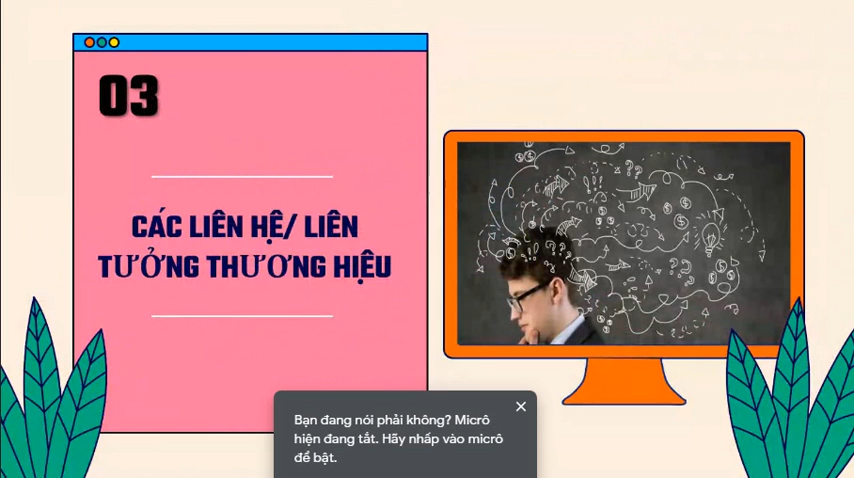 03
CÁC LIÊN HỆ/ LIÊN
TƯỞNG THƯƠNG HIỆU
Bạn đang nói phải không? Micrô
hiện đang tắt. Hãy nhấp vào micrô
để bật.